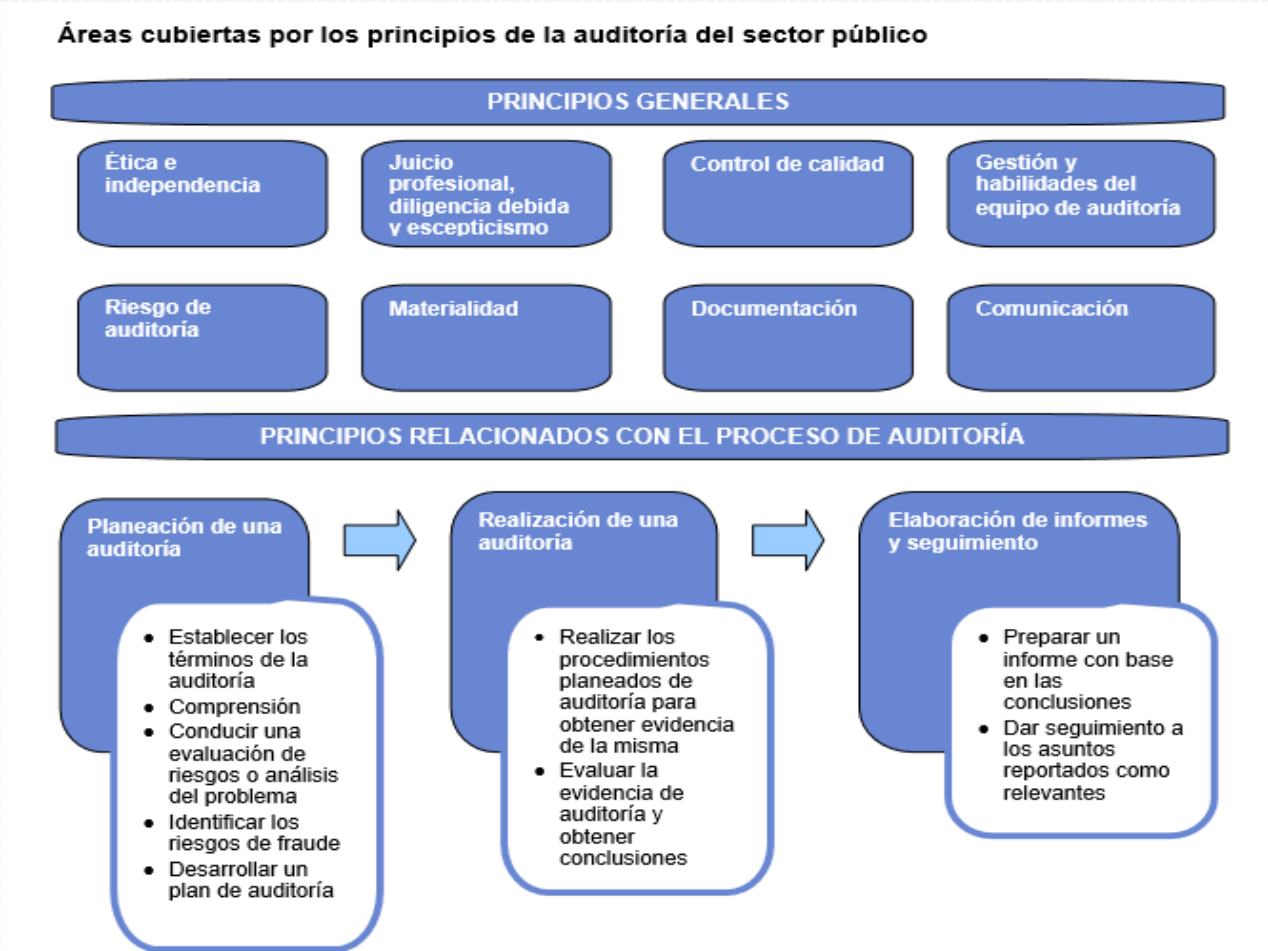 Áreas cubiertas por los principios de la auditoría del sector público
PRINCIPIOS GENERALES
Ética e
independencia
Juicio
profesional,
diligencia debida
y escepticismo
Control de calidad
Gestión y
habilidades del
equipo de auditoría
Riesgo de
auditoría
Materialidad
Documentación
Comunicación
PRINCIPIOS RELACIONADOS CON EL PROCESO DE AUDITORÍA
Planeación de una
auditoría
• Establecer los
términos de la
auditoría
• Comprensión
• Conducir una
evaluación de
riesgos o análisis
del problema
• Identificar los
riesgos de fraude
• Desarrollar un
plan de auditoría
Realización de una
auditoría
• Realizar los
procedimientos
planeados de
auditoría para
obtener evidencia
de la misma
• Evaluar la
evidencia de
auditoría y
obtener
conclusiones
Elaboración de informes
y seguimiento
• Preparar un
informe con base
en las
conclusiones
• Dar seguimiento a
los asuntos
reportados como
relevantes